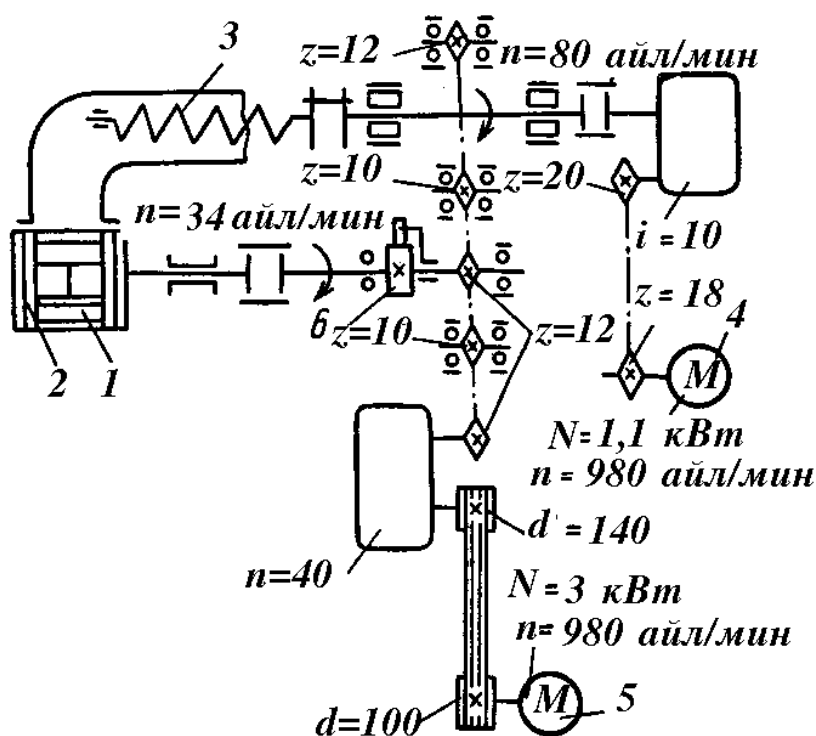 3
z=12
n=80 айл/мин
z=10
z=20
n=34 айл/мин
i=10
z=18
6
z=10
z=12
4
2
1
М
N=1,1 кВт
n=980 айл/мин
d=140
n=40
N=3 кВт
n=980 айл/мин
d=100
М
5